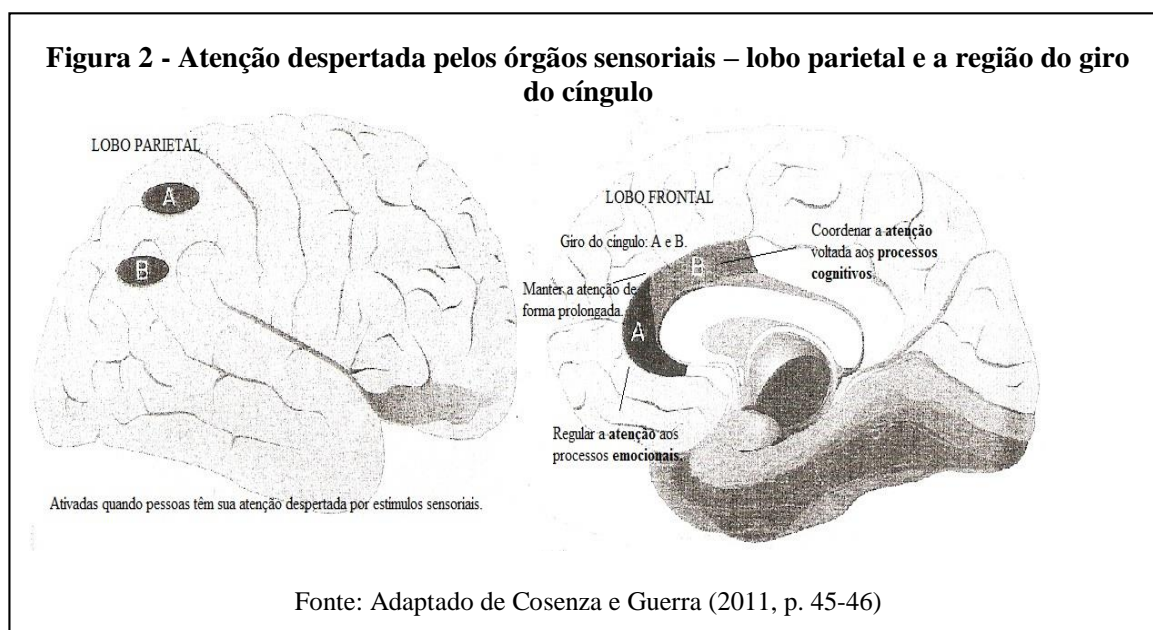 Figura 2 - Atenção despertada pelos órgãos sensoriais – lobo parietal e a região do giro
do cíngulo
LOBO PARIETAL
A
B
Ativadas quando pessoas têm sua atenção despertada por estímulos sensoriais.
LOBO FRONTAL
Giro do cíngulo: A e B.
Coordenar a atenção
voltada aos processos
cognitivos.
B
Manter a atenção de
forma prolongada.
A
Regular a atenção aos
processos emocionais.
Fonte: Adaptado de Cosenza e Guerra (2011, p. 45-46)